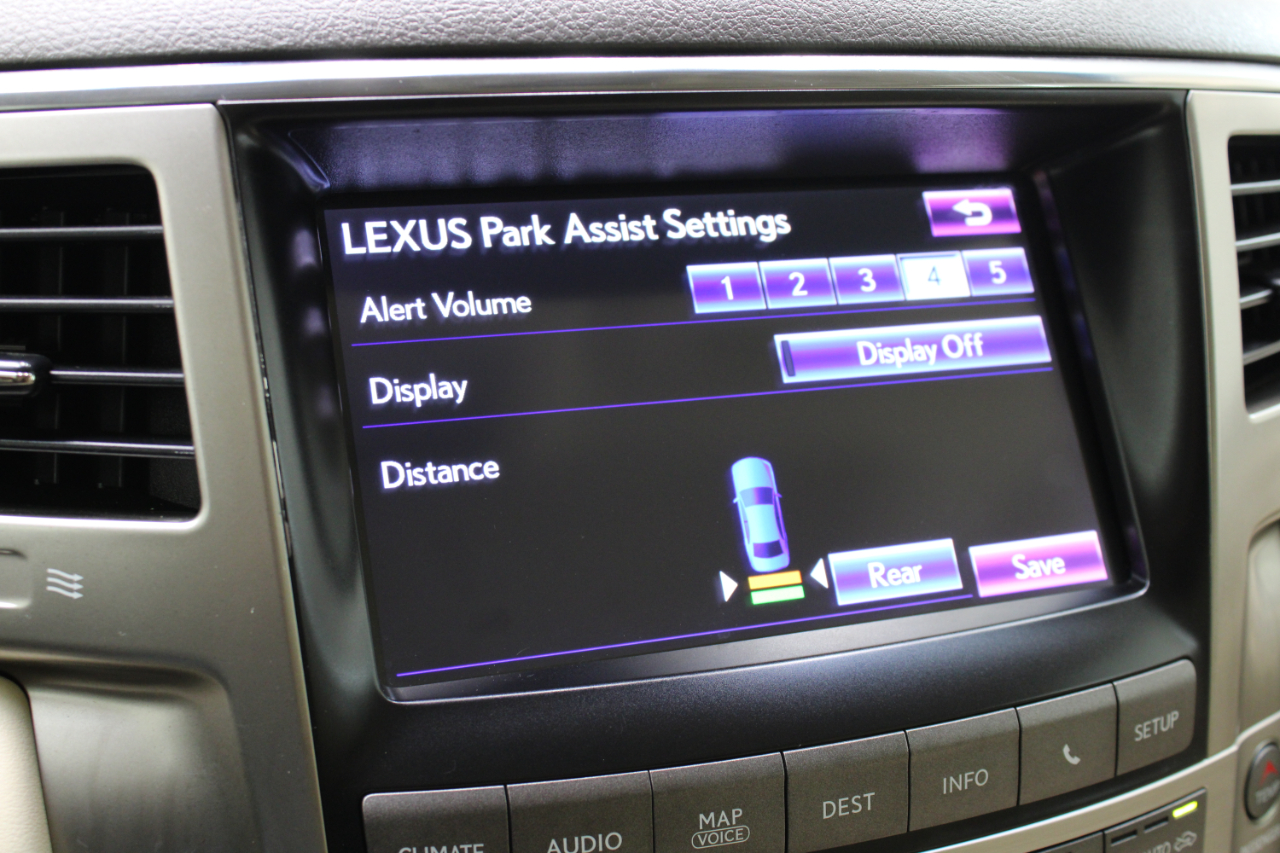 LEXUS Park Assist Settings
Alert Volume 1 2 3 4 5
Display Display Off
Distance
Rear Save
SETUP
INFO
DEST
MAP
VOICE
AUDIO
CLIMATE